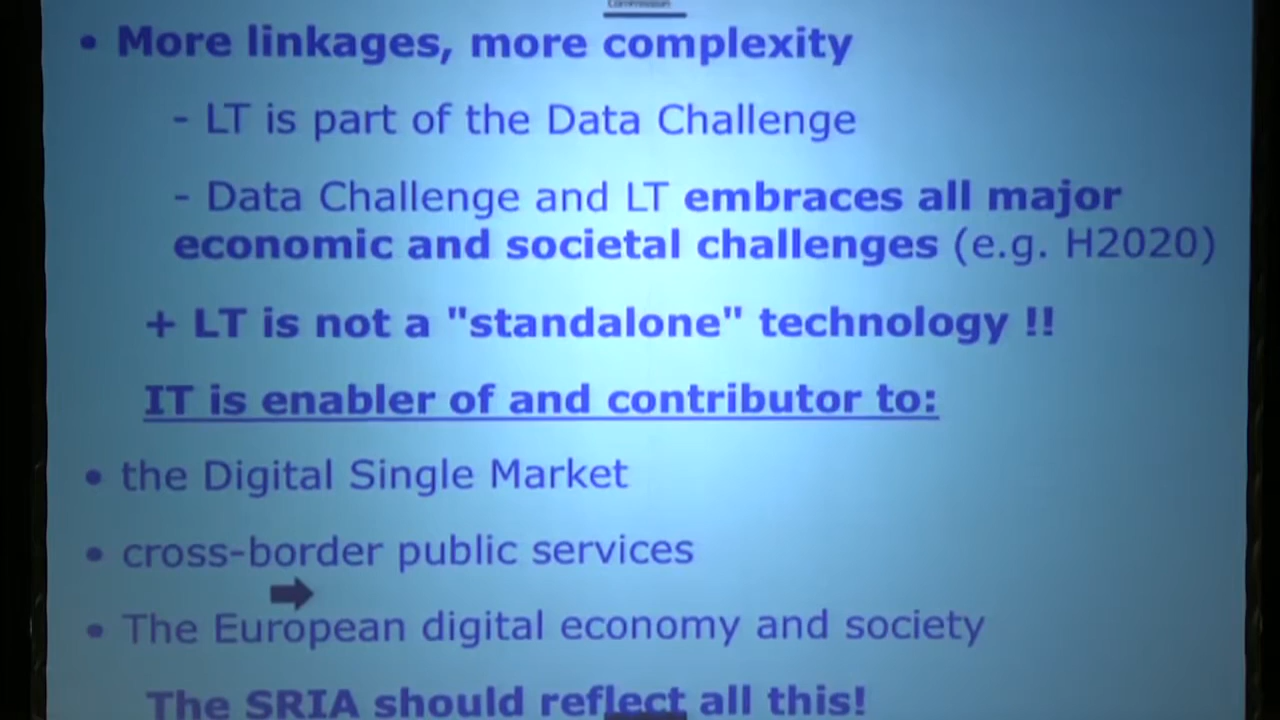 Commission
• More linkages, more complexity
- LT is part of the Data Challenge
- Data Challenge and LT embraces all major
economic and societal challenges (e.g. H2020)
+ LT is not a "standalone" technology !!
IT is enabler of and contributor to:
• the Digital Single Market
• cross-border public services
• The European digital economy and society
The SRIA should reflect all this!